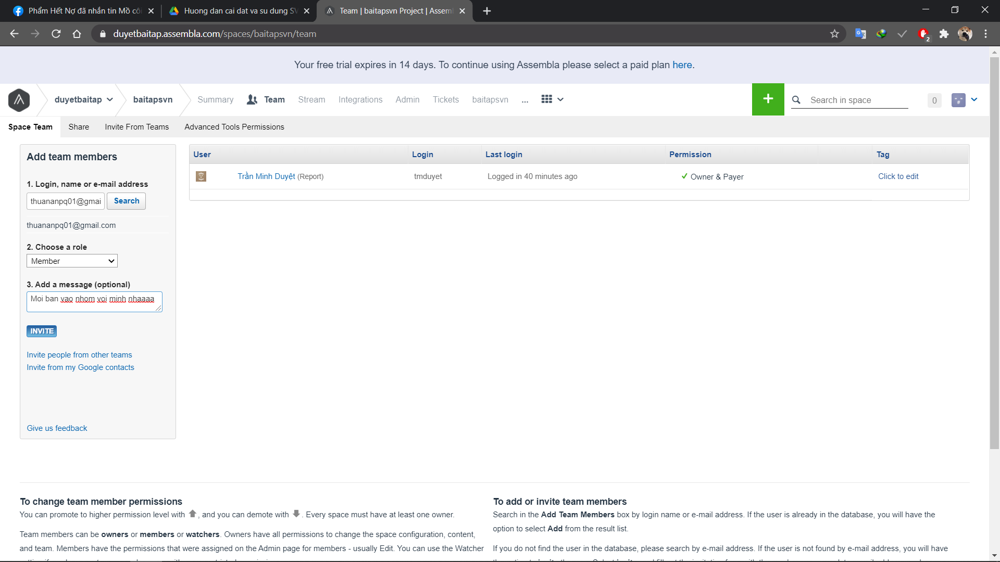 Phẩm Hết Nợ đã nhắn tin Mồ côi
Huong dan cai dat va su dung SV
Team | baitapsvn Project | Assem
duyetbaitap.assembla.com/spaces/baitapsvn/team
2
Your free trial expires in 14 days. To continue using Assembla please select a paid plan here.
duyetbaitap baitapsvn Summary Team Stream Integrations Admin Tickets baitapsvn ... + Search in space 0
Space Team Share Invite From Teams Advanced Tools Permissions
Add team members
1. Login, name or e-mail address
thuananpq01@gmai Search
thuananpq01@gmail.com
2. Choose a role
Member
3. Add a message (optional)
Moi ban vao nhom voi minh nhaaaa
INVITE
Invite people from other teams
Invite from my Google contacts
Give us feedback
User Login Last login Permission Tag
Trần Minh Duyệt (Report) tmduyet Logged in 40 minutes ago Owner & Payer Click to edit
To change team member permissions
You can promote to higher permission level with , and you can demote with . Every space must have at least one owner.
Team members can be owners or members or watchers. Owners have all permissions to change the space configuration, content,
and team. Members have the permissions that were assigned on the Admin page for members - usually Edit. You can use the Watcher
To add or invite team members
Search in the Add Team Members box by login name or e-mail address. If the user is already in the database, you will have the
option to select Add from the result list.
If you do not find the user in the database, please search by e-mail address. If the user is not found by e-mail address, you will have